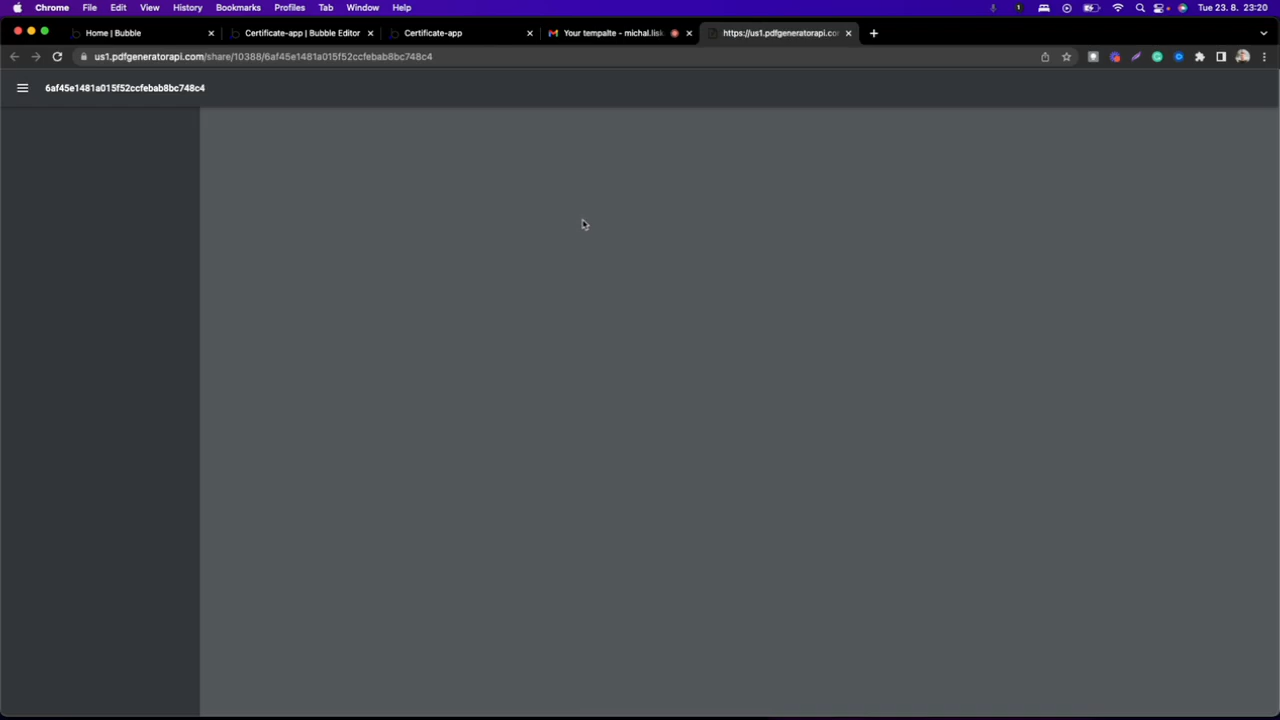 Chrome File Edit View History Bookmarks Profiles Tab Window Help 1 Tue 23. 8. 23:20
Home | Bubble Certificate-app | Bubble Editor Certificate-app Your tempalte - michal.lisk https://us1.pdfgeneratorapi.co
us1.pdfgeneratorapi.com/share/10388/6af45e1481a015f52ccfebab8bc748c4
6af45e1481a015f52ccfebab8bc748c4